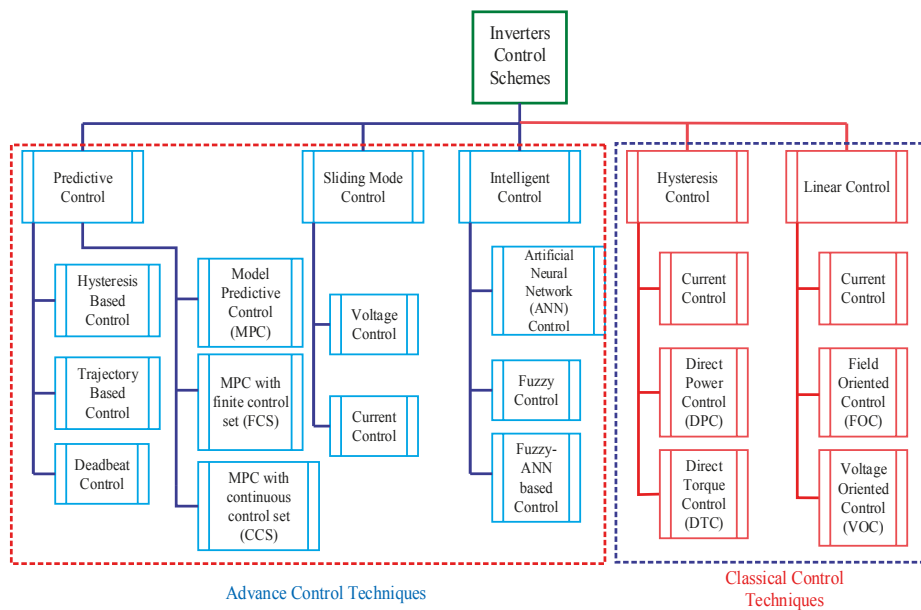 Inverters
Control
Schemes
Predictive
Control
Sliding Mode
Control
Intelligent
Control
Hysteresis
Control
Linear Control
Hysteresis
Based
Control
Trajectory
Based
Control
Deadbeat
Control
Model
Predictive
Control
(MPC)
MPC with
finite control
set (FCS)
MPC with
continuous
control set
(CCS)
Voltage
Control
Current
Control
Artificial
Neural
Network
(ANN)
Control
Fuzzy
Control
Fuzzy-
ANN
based
Control
Current
Control
Direct
Power
Control
(DPC)
Direct
Torque
Control
(DTC)
Current
Control
Field
Oriented
Control
(FOC)
Voltage
Oriented
Control
(VOC)
Advance Control Techniques
Classical Control
Techniques